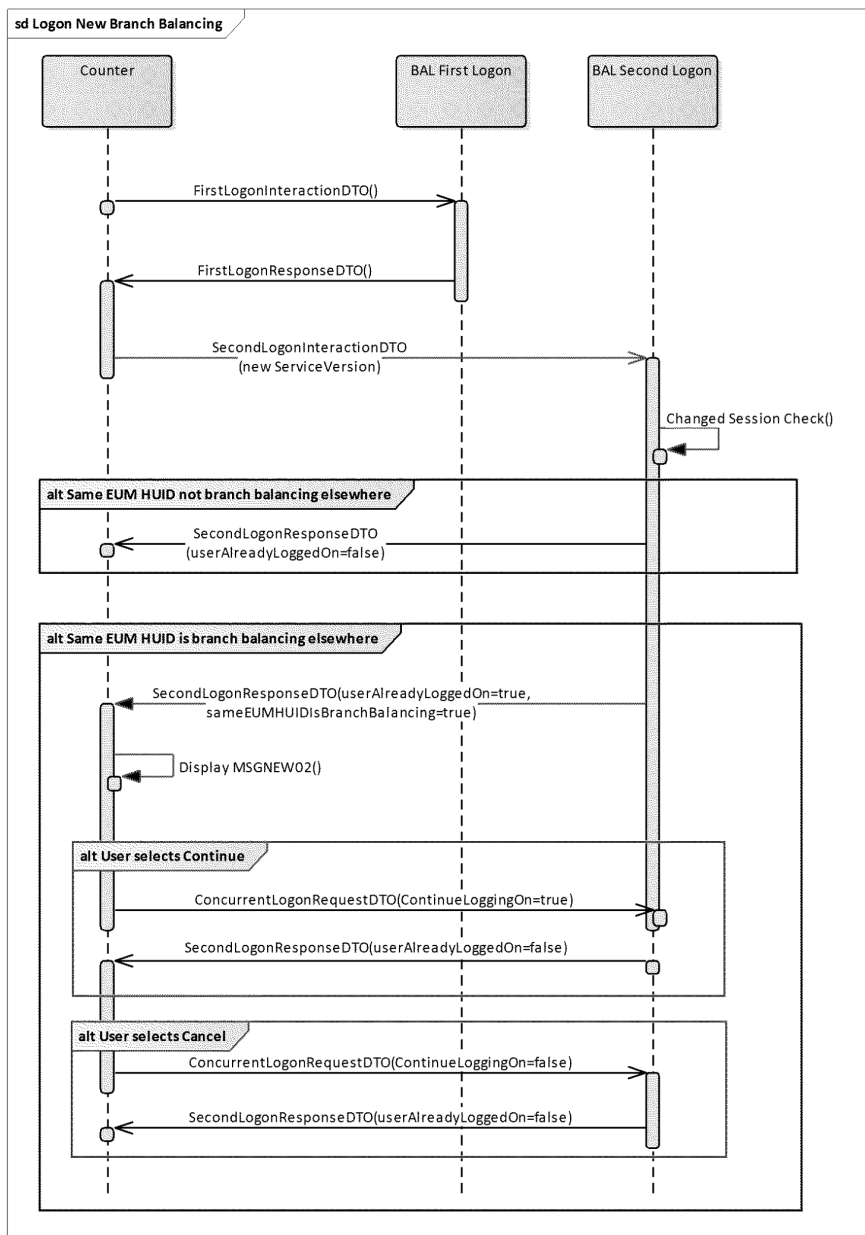 sd Logon New Branch Balancing
Counter
BAL First Logon
BAL Second Logon
FirstLogonInteractionDTO()
FirstLogonResponseDTO()
SecondLogonInteractionDTO
(new ServiceVersion)
Changed Session Check()
alt Same EUM HUID not branch balancing elsewhere
SecondLogonResponseDTO
(userAlreadyLoggedOn=false)
alt Same EUM HUID is branch balancing elsewhere
SecondLogonResponseDTO(userAlreadyLoggedOn=true,
sameEUMHUIDIsBranchBalancing=true)
Display MSGNEW02()
alt User selects Continue
ConcurrentLogonRequestDTO(ContinueLoggingOn=true)
SecondLogonResponseDTO(userAlreadyLoggedOn=false)
alt User selects Cancel
ConcurrentLogonRequestDTO(ContinueLoggingOn=false)
SecondLogonResponseDTO(userAlreadyLoggedOn=false)